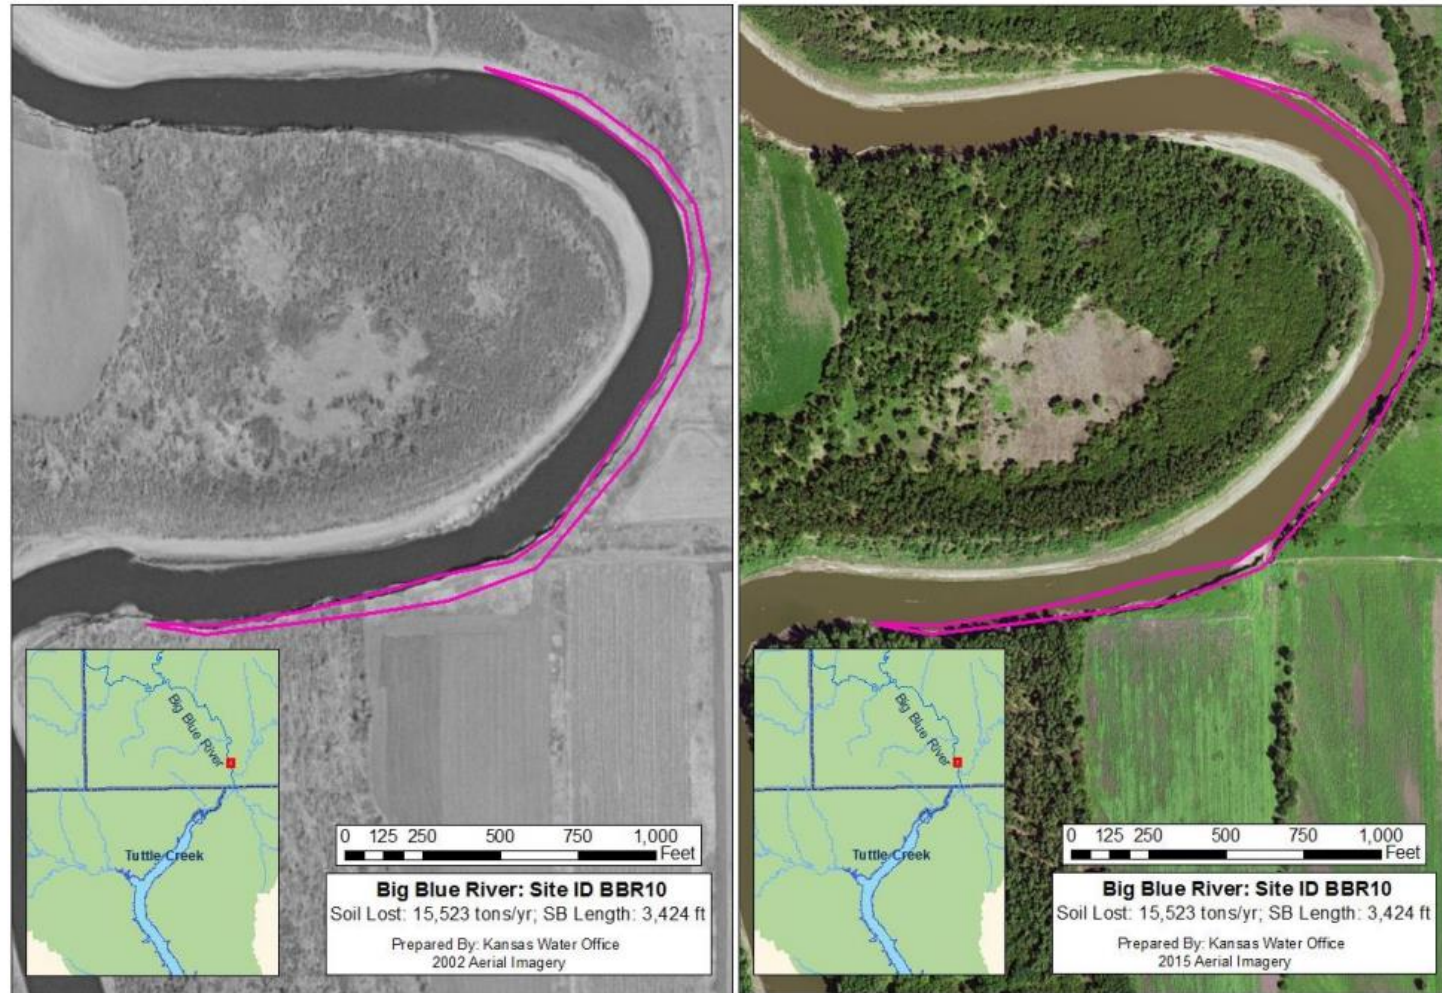 Big Blue River
Tuttle Creek
0 125 250 500 750 1,000
Feet
Big Blue River: Site ID BBR10
Soil Lost: 15,523 tons/yr; SB Length: 3,424 ft
Prepared By: Kansas Water Office
2002 Aerial Imagery
Big Blue River
Tuttle Creek
0 125 250 500 750 1,000
Feet
Big Blue River: Site ID BBR10
Soil Lost: 15,523 tons/yr; SB Length: 3,424 ft
Prepared By: Kansas Water Office
2015 Aerial Imagery